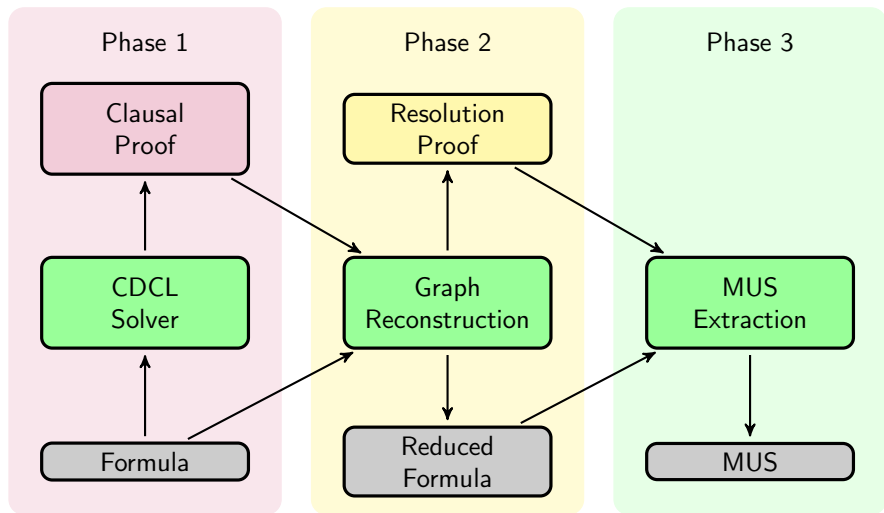 Phase 1
Clausal
Proof
CDCL
Solver
Formula
Phase 2
Resolution
Proof
Graph
Reconstruction
Reduced
Formula
Phase 3
MUS
Extraction
MUS